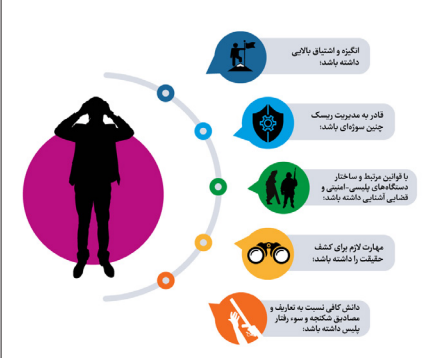 انگیزه و اشتیاق بالایی
داشته باشد؛
قادر به مدیریت ریسک
چنین سوژه‌ای باشد؛
با قوانین مرتبط و ساختار
دستگاه‌های پلیسی-امنیتی و
قضایی آشنایی داشته باشد؛
مهارت لازم برای کشف
حقیقت را داشته باشد؛
دانش کافی نسبت به تعاریف و
مصادیق شکنجه و سوء رفتار
پلیس داشته باشد؛